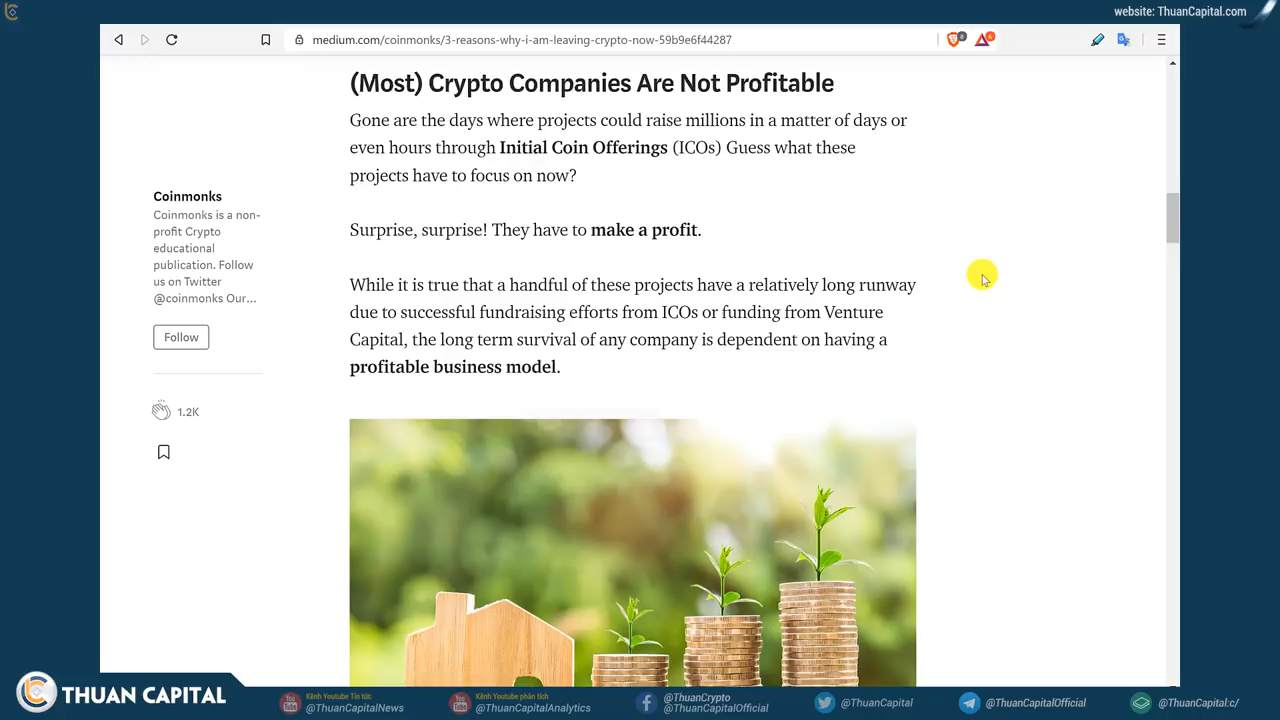 website: ThuanCapital.com
medium.com/coinmonks/3-reasons-why-i-am-leaving-crypto-now-59b9e6f44287
(Most) Crypto Companies Are Not Profitable
Gone are the days where projects could raise millions in a matter of days or
even hours through Initial Coin Offerings (ICOs) Guess what these
projects have to focus on now?
Surprise, surprise! They have to make a profit.
While it is true that a handful of these projects have a relatively long runway
due to successful fundraising efforts from ICOs or funding from Venture
Capital, the long term survival of any company is dependent on having a
profitable business model.
Coinmonks
Coinmonks is a non-
profit Crypto
educational
publication. Follow
us on Twitter
@coinmonks Our...
Follow
1.2K
THUAN CAPITAL
Kênh Youtube Tin tức
@ThuanCapitalNews
Kênh Youtube phân tích
@ThuanCapitalAnalytics
@ThuanCrypto
@ThuanCapitalOfficial
@ThuanCapital
@ThuanCapitalOfficial
@ThuanCapital:c/